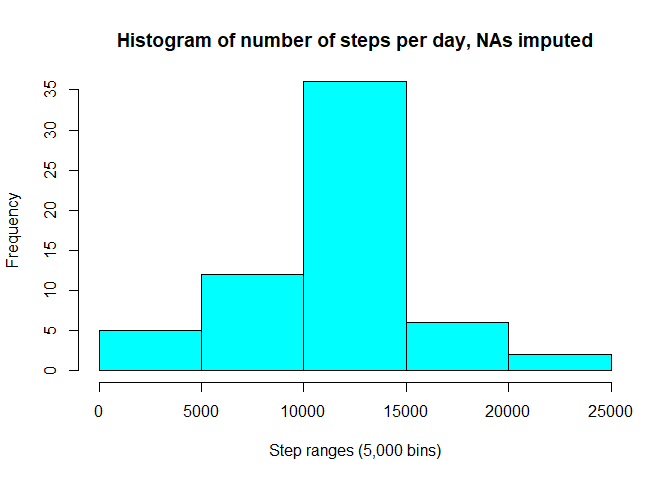 Histogram of number of steps per day, NAs imputed
Frequency
35
30
25
20
15
10
5
0
0 5000 10000 15000 20000 25000
Step ranges (5,000 bins)